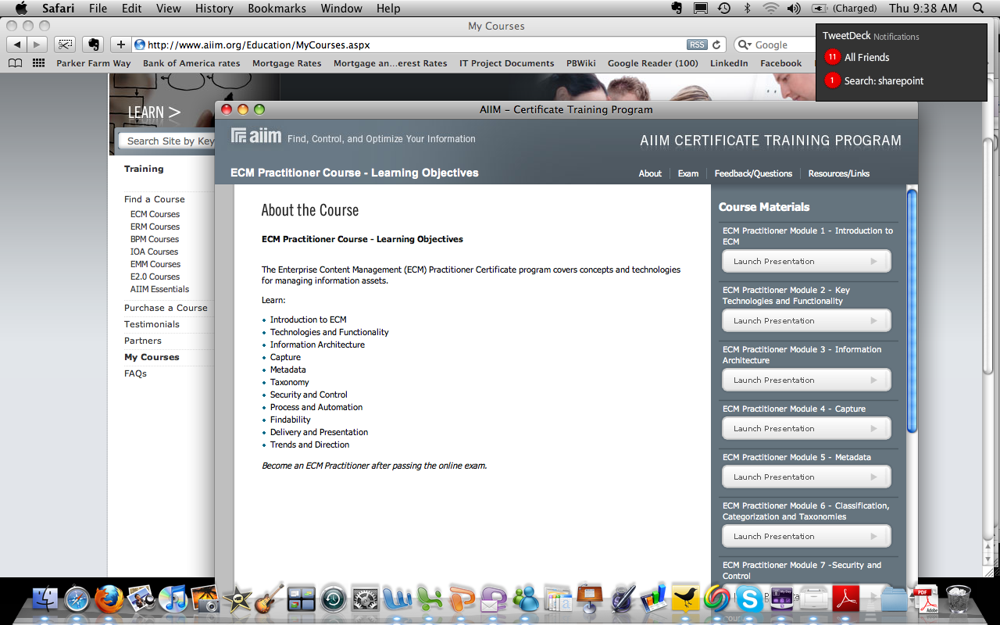 Safari File Edit View History Bookmarks Window Help (Charged) Thu 9:38 AM
My Courses
http://www.aiim.org/Education/MyCourses.aspx RSS Google
Parker Farm Way Bank of America rates Mortgage Rates Mortgage an...erest Rates IT Project Documents PBWiki Google Reader (100) LinkedIn Facebook
TweetDeck Notifications
11 All Friends
1 Search: sharepoint
LEARN >
Search Site by Key
Training
Find a Course
ECM Courses
ERM Courses
BPM Courses
IOA Courses
EMM Courses
E2.0 Courses
AIIM Essentials
Purchase a Course
Testimonials
Partners
My Courses
FAQs
AIIM - Certificate Training Program
aiim Find, Control, and Optimize Your Information
AIIM CERTIFICATE TRAINING PROGRAM
ECM Practitioner Course - Learning Objectives
About Exam Feedback/Questions Resources/Links
About the Course
ECM Practitioner Course - Learning Objectives
The Enterprise Content Management (ECM) Practitioner Certificate program covers concepts and technologies
for managing information assets.
Learn:
Introduction to ECM
Technologies and Functionality
Information Architecture
Capture
Metadata
Taxonomy
Security and Control
Process and Automation
Findability
Delivery and Presentation
Trends and Direction
Become an ECM Practitioner after passing the online exam.
Course Materials
ECM Practitioner Module 1 - Introduction to
ECM
Launch Presentation
ECM Practitioner Module 2 - Key
Technologies and Functionality
Launch Presentation
ECM Practitioner Module 3 - Information
Architecture
Launch Presentation
ECM Practitioner Module 4 - Capture
Launch Presentation
ECM Practitioner Module 5 - Metadata
Launch Presentation
ECM Practitioner Module 6 - Classification,
Categorization and Taxonomies
Launch Presentation
ECM Practitioner Module 7 -Security and
Control
PDF
Adobe